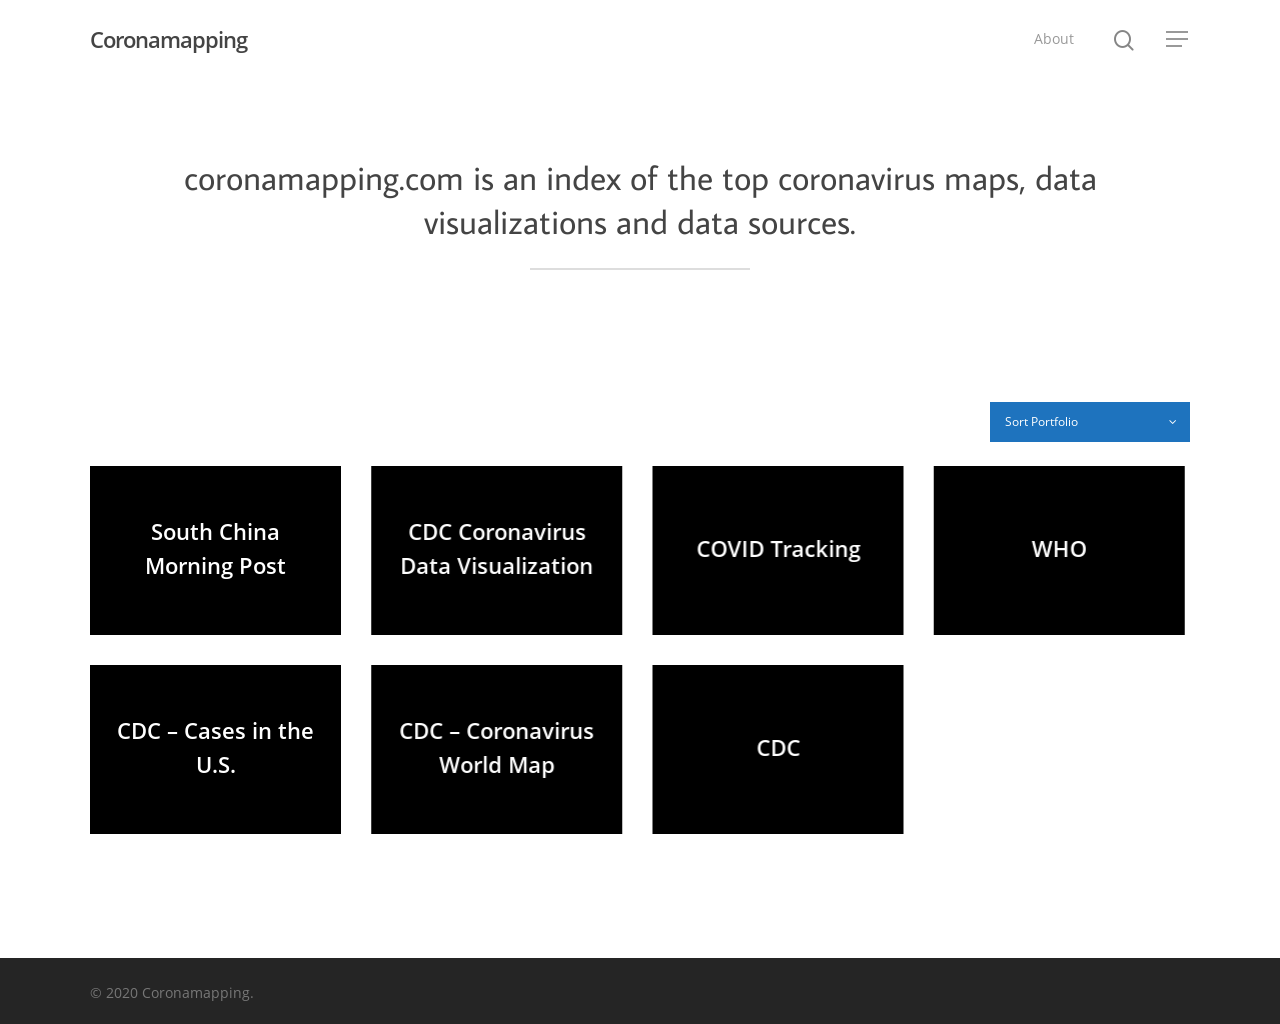 Coronamapping
About
coronamapping.com is an index of the top coronavirus maps, data
visualizations and data sources.
Sort Portfolio
South China
Morning Post
CDC Coronavirus
Data Visualization
COVID Tracking
WHO
CDC – Cases in the
U.S.
CDC – Coronavirus
World Map
CDC
© 2020 Coronamapping.